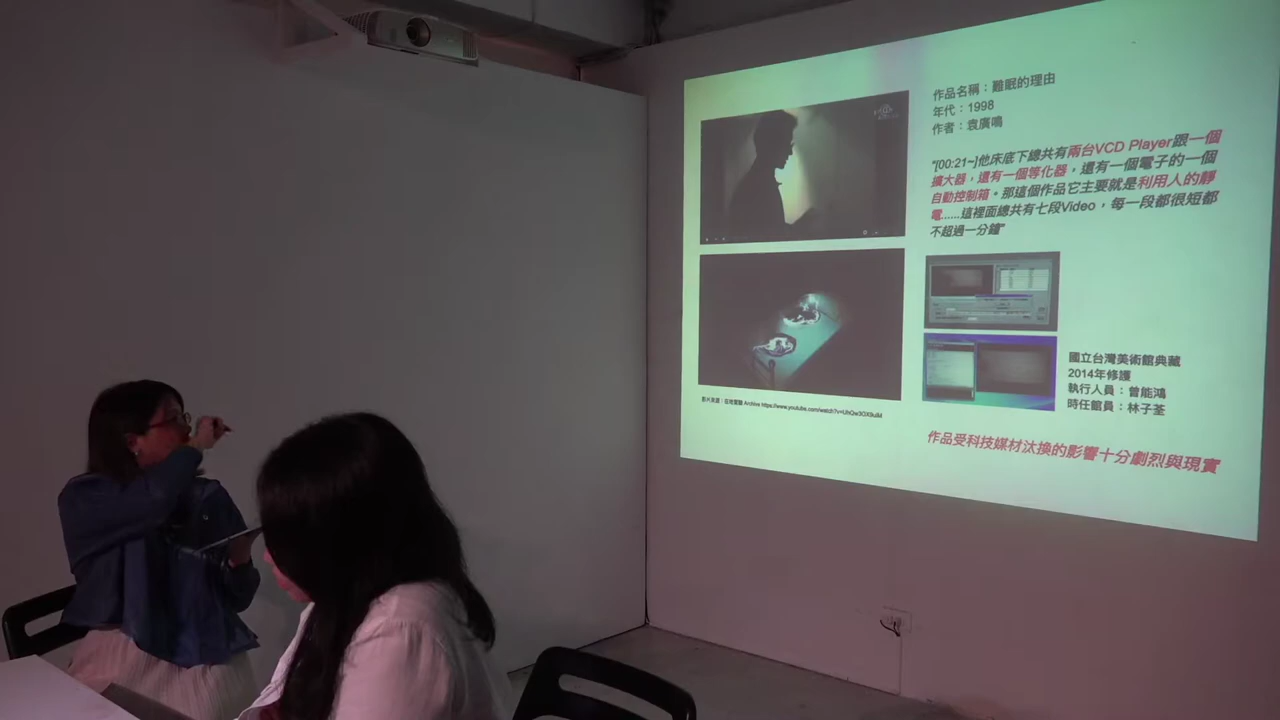 作品名稱：難眠的理由
年代：1998
作者：袁廣鳴
"[00:21~]他床底下總共有兩台VCD Player跟一個
擴大器，還有一個等化器，還有一個電子的一個
自動控制箱。那這個作品它主要就是利用人的靜
電......這裡面總共有七段Video，每一段都很短都
不超過一分鐘"
國立台灣美術館典藏
2014年修護
執行人員：曾能鴻
時任館員：林子荃
Archive https://www.youtube.com/watch?v=
作品受科技媒材汰換的影響十分劇烈與現實